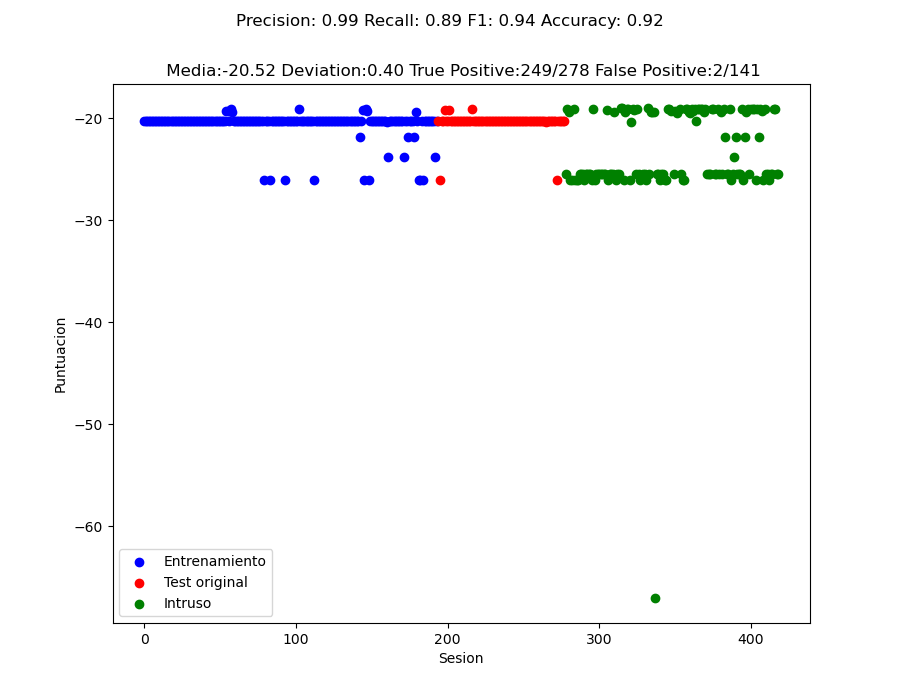 Precision: 0.99 Recall: 0.89 F1: 0.94 Accuracy: 0.92
Media:-20.52 Deviation:0.40 True Positive:249/278 False Positive:2/141
−20
−30
−40
−50
−60
Puntuacion
Entrenamiento
Test original
Intruso
0 100 200 300 400
Sesion